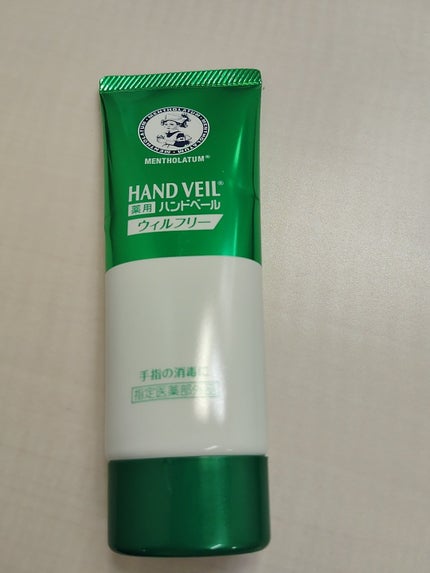 MENTHOLATUM
MENTHOLATUM®
HAND VEIL®
薬用 ハンドベール
ウィルフリー
手指の消毒に
指定医薬部外品